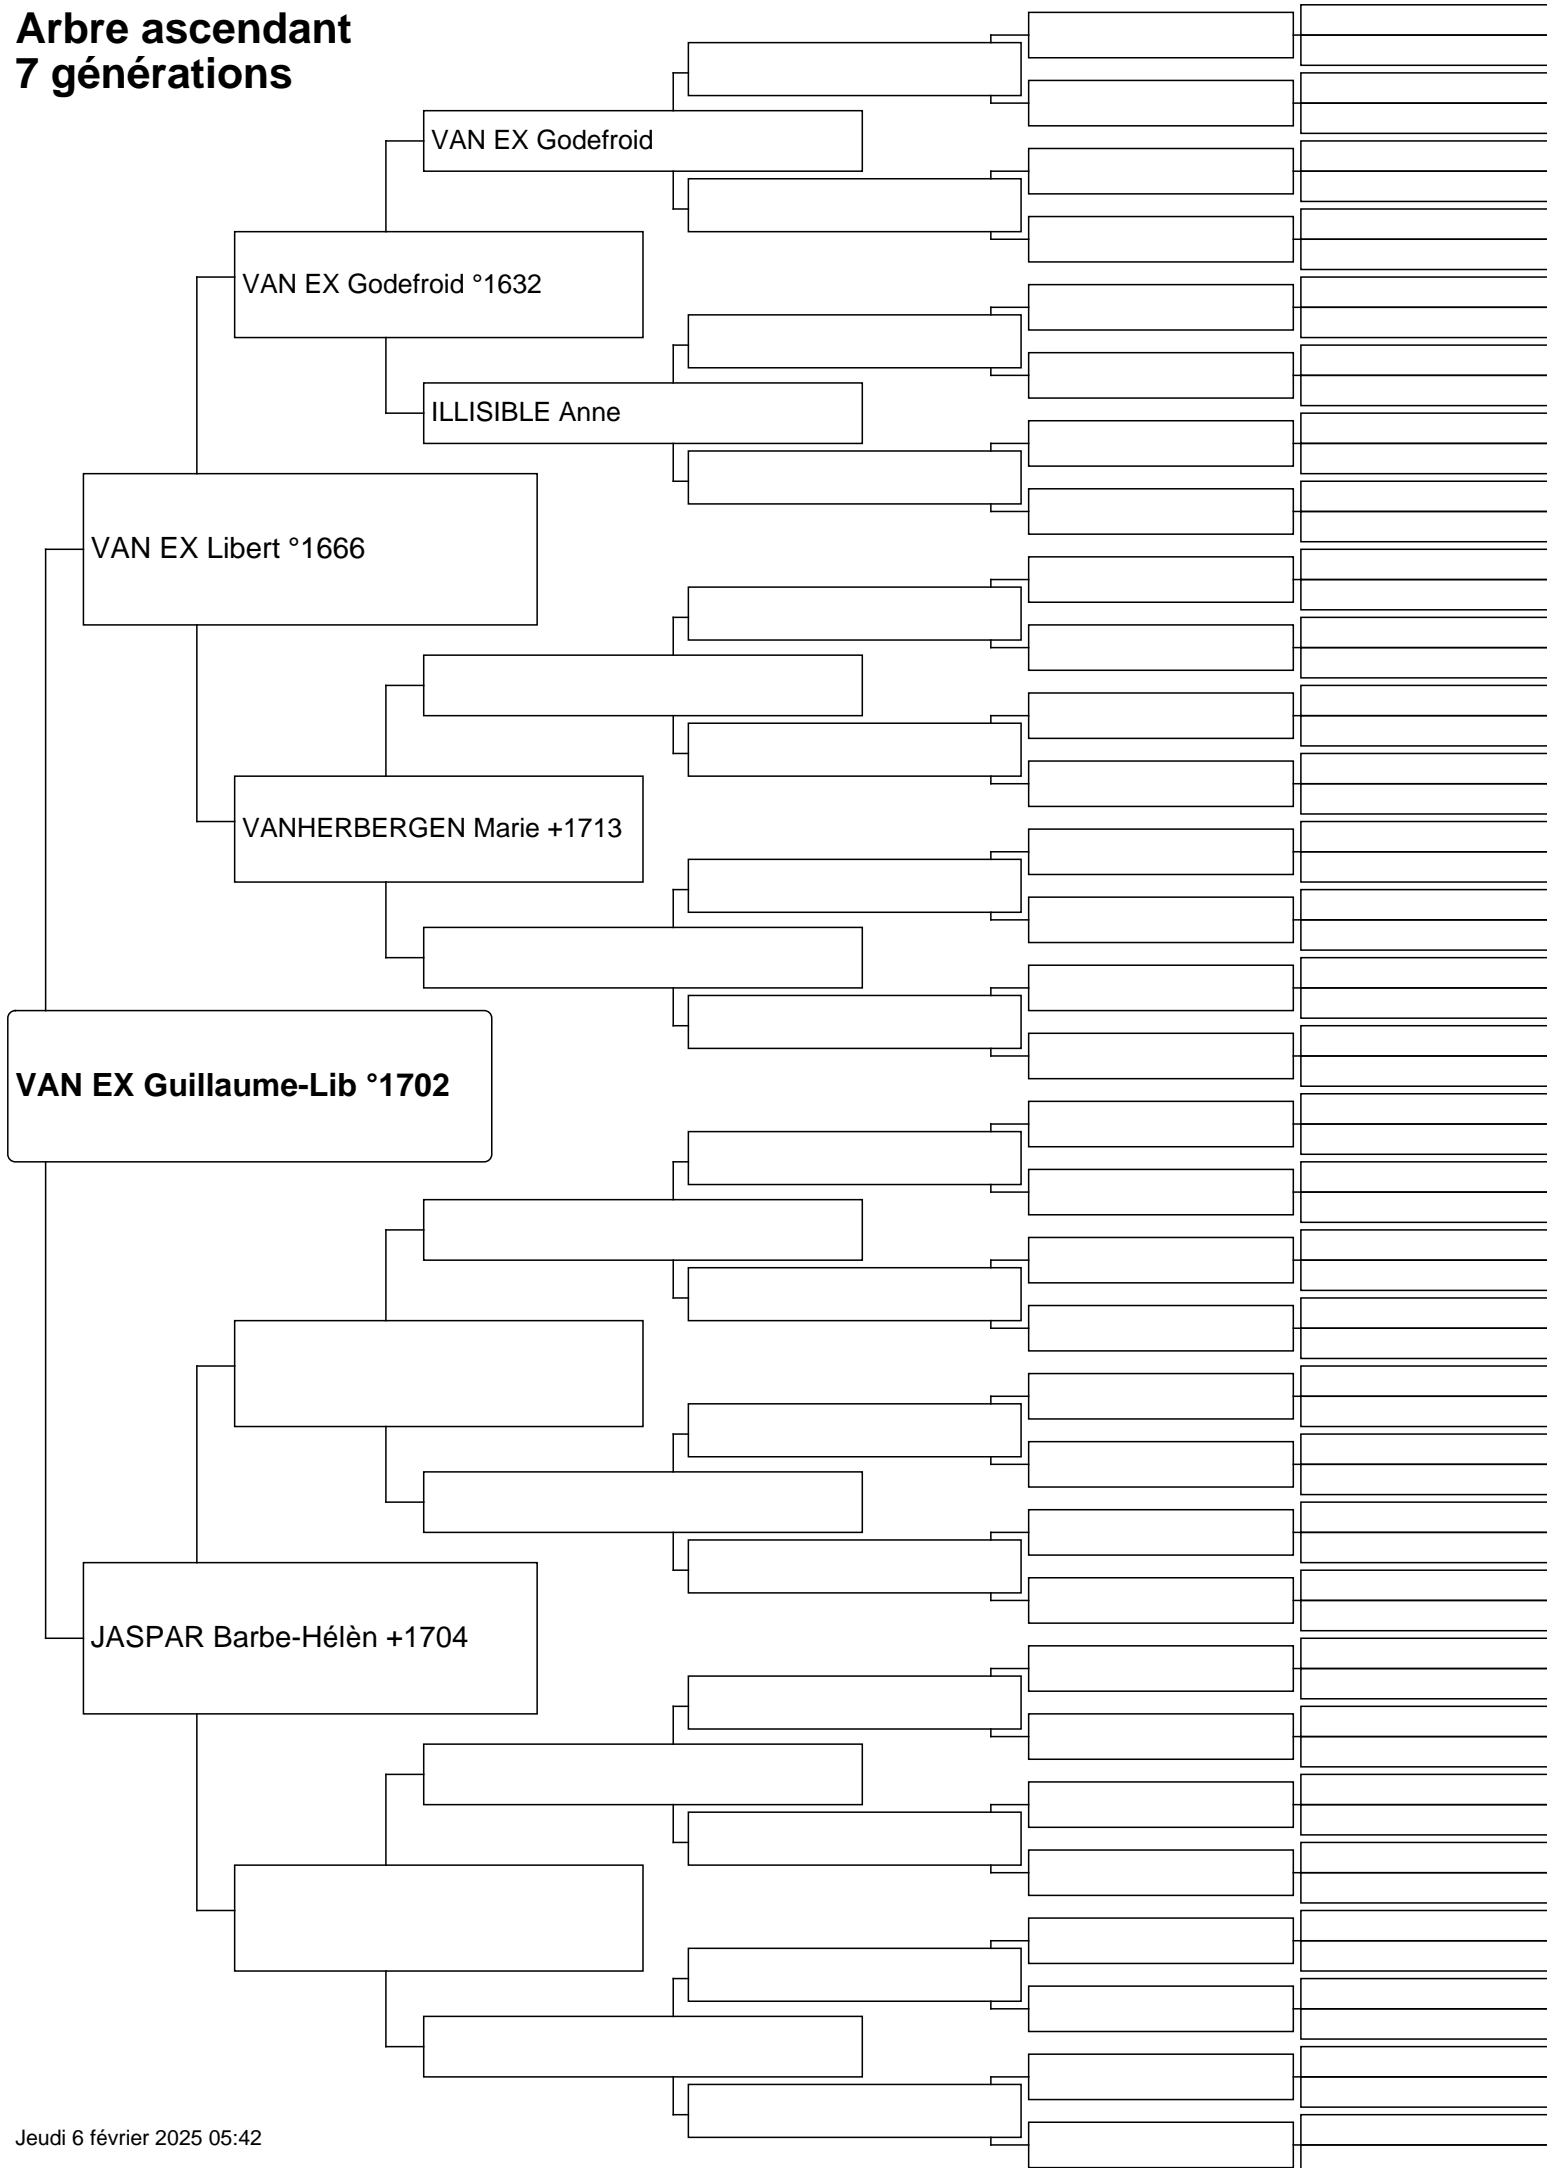 Arbre ascendant
7 générations
VAN EX Godefroid
VAN EX Godefroid °1632
ILLISIBLE Anne
VAN EX Libert °1666
VANHERBERGEN Marie +1713
VAN EX Guillaume-Lib °1702
JASPAR Barbe-Hélèn +1704
Jeudi 6 février 2025 05:42